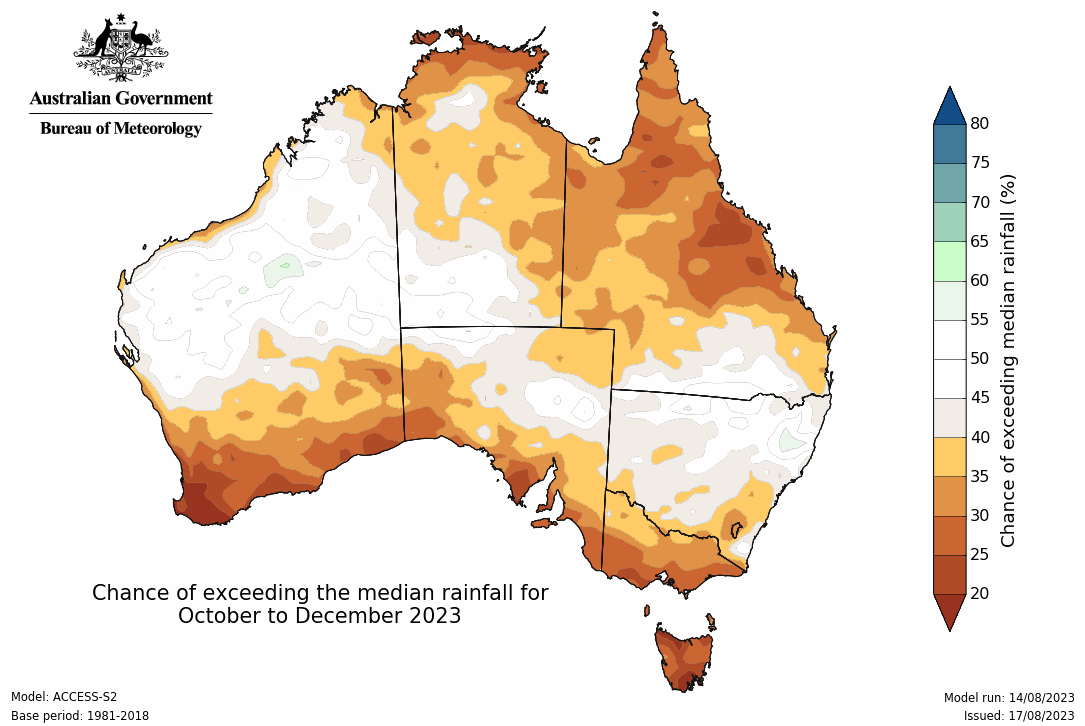 AUSTRALIA
Australian Government
Bureau of Meteorology
80
75
70
65
60
55
50
45
40
35
30
25
20
Chance of exceeding median rainfall (%)
Chance of exceeding the median rainfall for
October to December 2023
Model: ACCESS-S2
Base period: 1981-2018
Model run: 14/08/2023
Issued: 17/08/2023